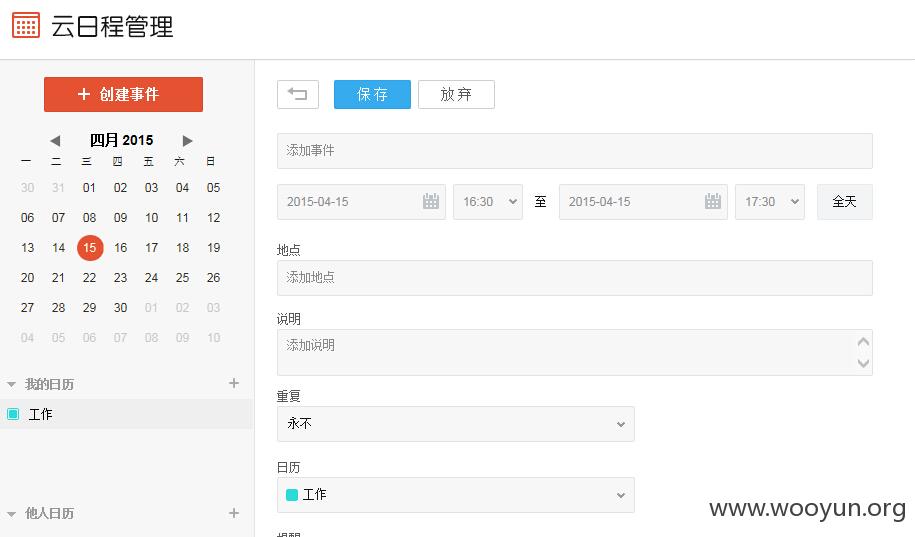 云日程管理
+ 创建事件
四月 2015
一 二 三 四 五 六 日
30 31 01 02 03 04 05
06 07 08 09 10 11 12
13 14 15 16 17 18 19
20 21 22 23 24 25 26
27 28 29 30 01 02 03
04 05 06 07 08 09 10
我的日历 +
工作
他人日历 +
保存 放弃
添加事件
2015-04-15 16:30 至 2015-04-15 17:30 全天
地点
添加地点
说明
添加说明
重复
永不
日历
工作
提醒
www.wooyun.org